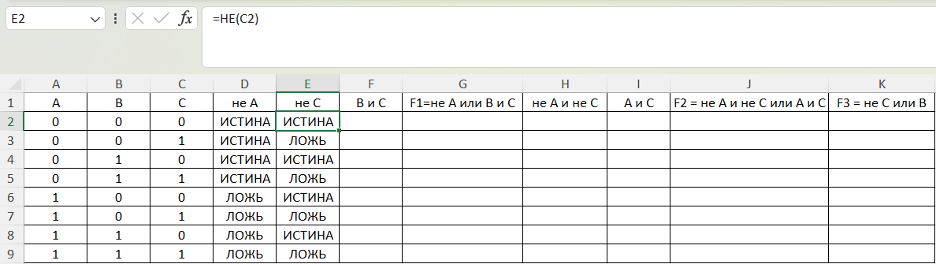 E2 fx =НЕ(C2)
A B C D E F G H I J K
1 A B C не A не C B и C F1=не A или B и C не A и не C A и C F2 = не A и не C или A и C F3 = не C или B
2 0 0 0 ИСТИНА ИСТИНА
3 0 0 1 ИСТИНА ЛОЖЬ
4 0 1 0 ИСТИНА ИСТИНА
5 0 1 1 ИСТИНА ЛОЖЬ
6 1 0 0 ЛОЖЬ ИСТИНА
7 1 0 1 ЛОЖЬ ЛОЖЬ
8 1 1 0 ЛОЖЬ ИСТИНА
9 1 1 1 ЛОЖЬ ЛОЖЬ